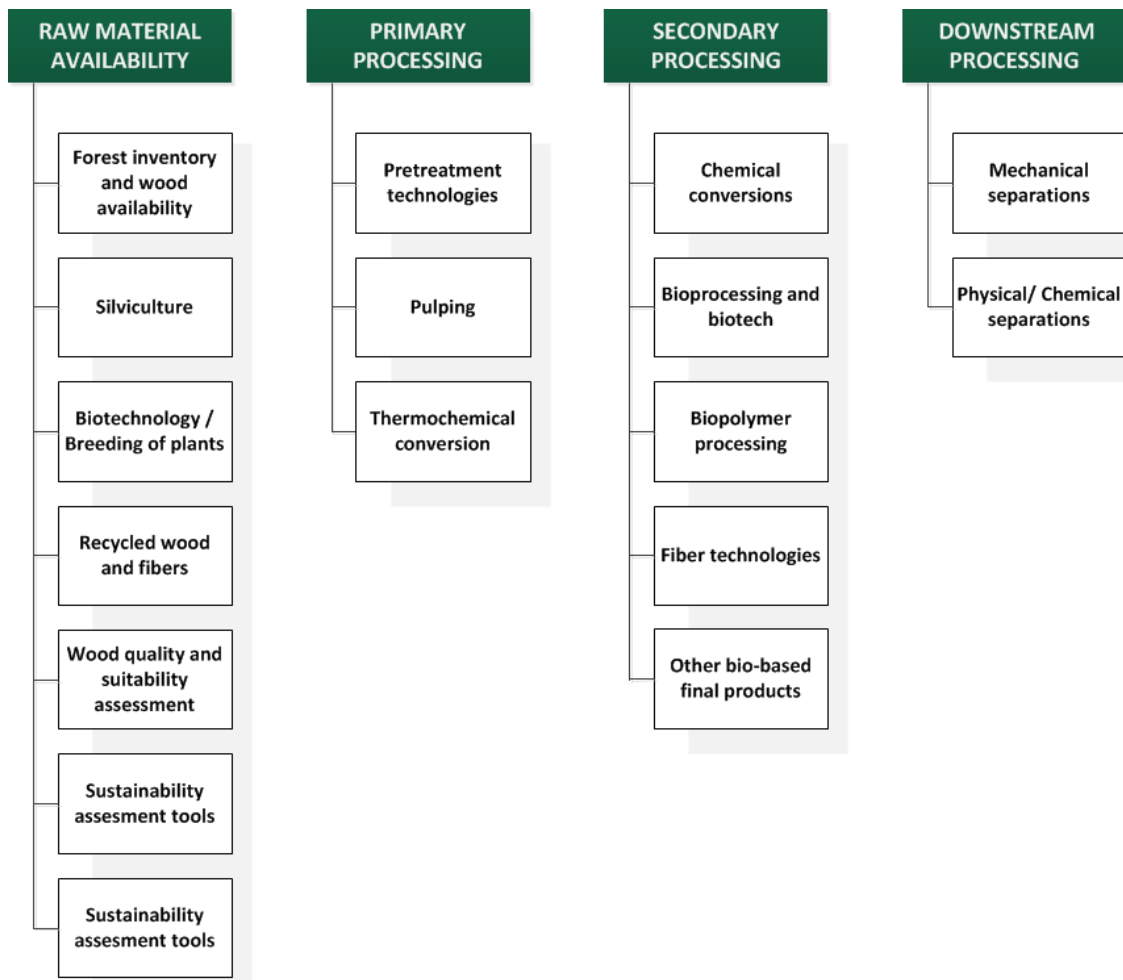 RAW MATERIAL
AVAILABILITY
Forest inventory
and wood
availability
Silviculture
Biotechnology /
Breeding of plants
Recycled wood
and fibers
Wood quality and
suitability
assessment
Sustainability
assesment tools
Sustainability
assesment tools
PRIMARY
PROCESSING
Pretreatment
technologies
Pulping
Thermochemical
conversion
SECONDARY
PROCESSING
Chemical
conversions
Bioprocessing and
biotech
Biopolymer
processing
Fiber technologies
Other bio-based
final products
DOWNSTREAM
PROCESSING
Mechanical
separations
Physical/ Chemical
separations